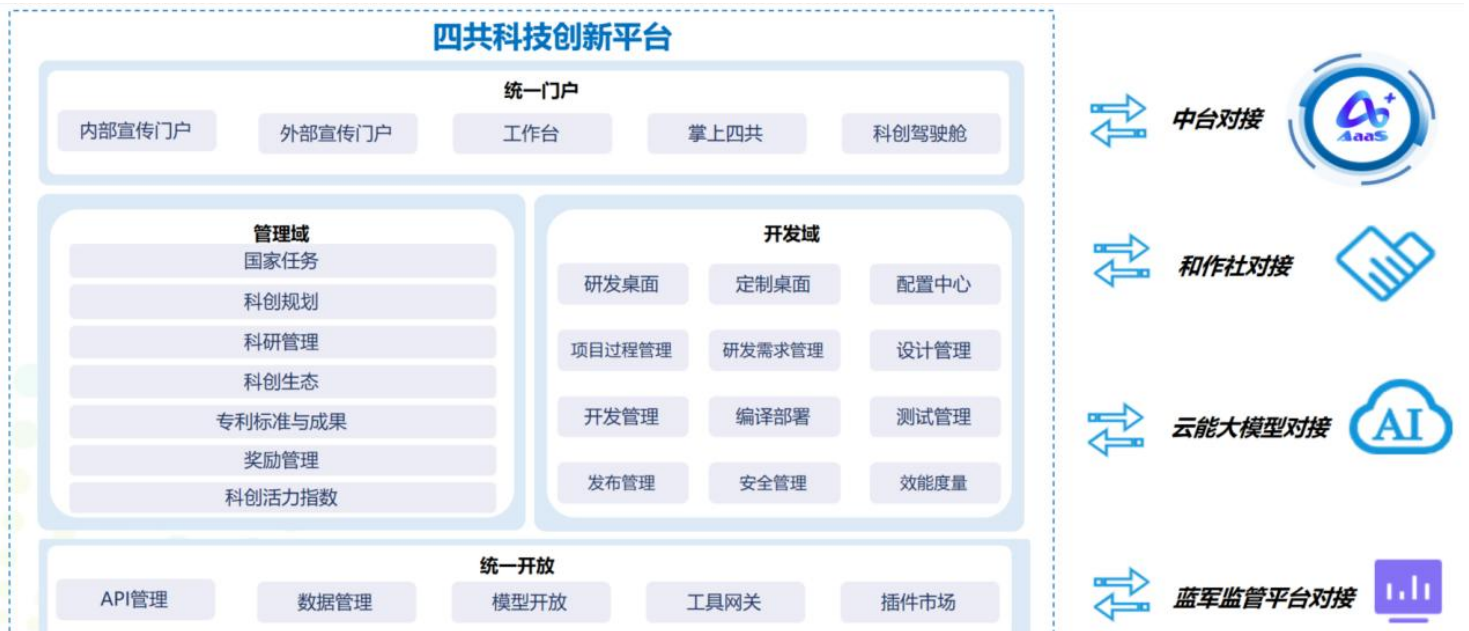 四共科技创新平台
统一门户
内部宣传门户 外部宣传门户 工作台 掌上四共 科创驾驶舱
管理域
国家任务
科创规划
科研管理
科创生态
专利标准与成果
奖励管理
科创活力指数
开发域
研发桌面 定制桌面 配置中心
项目过程管理 研发需求管理 设计管理
开发管理 编译部署 测试管理
发布管理 安全管理 效能度量
统一开放
API管理 数据管理 模型开放 工具网关 插件市场
中台对接
AaaS
和作社对接
云能大模型对接
AI
蓝军监管平台对接